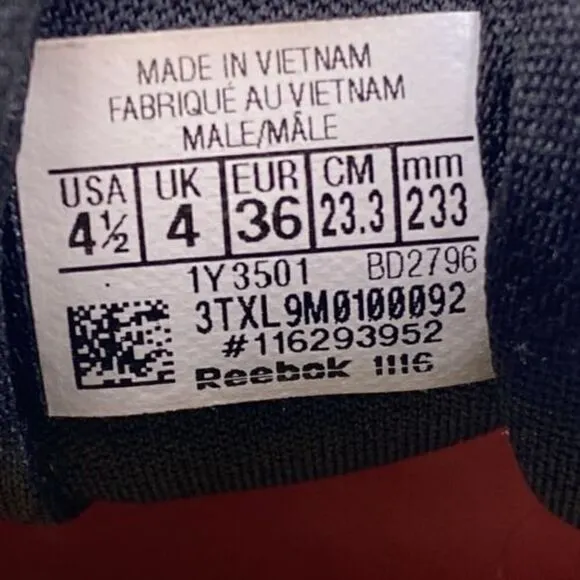 MADE IN VIETNAM
FABRIQUÉ AU VIETNAM
MALE/MÂLE
USA UK EUR CM mm
4½ 4 36 23.3 233
1Y3501 BD2796
3TXL9M0100092
#116293952
Reebok 1116